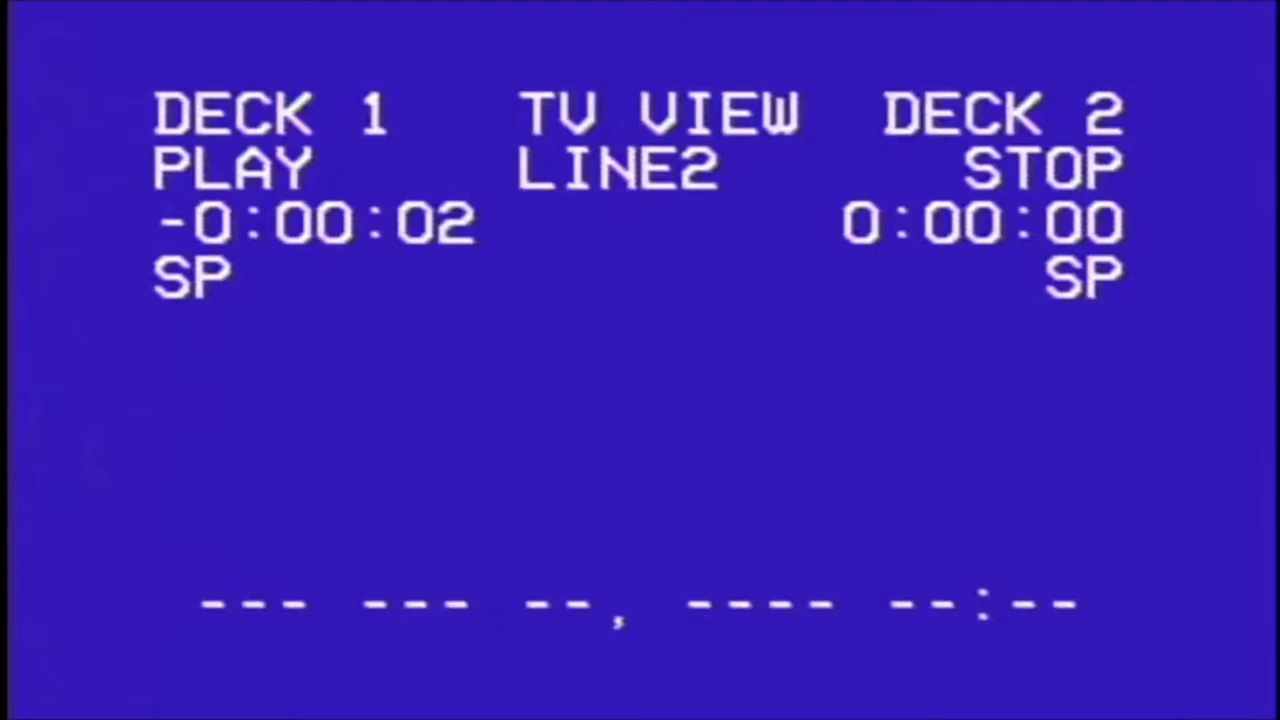 DECK 1 TV VIEW DECK 2
PLAY LINE2 STOP
-0:00:02 0:00:00
SP SP
--- --- --, ---- --:--